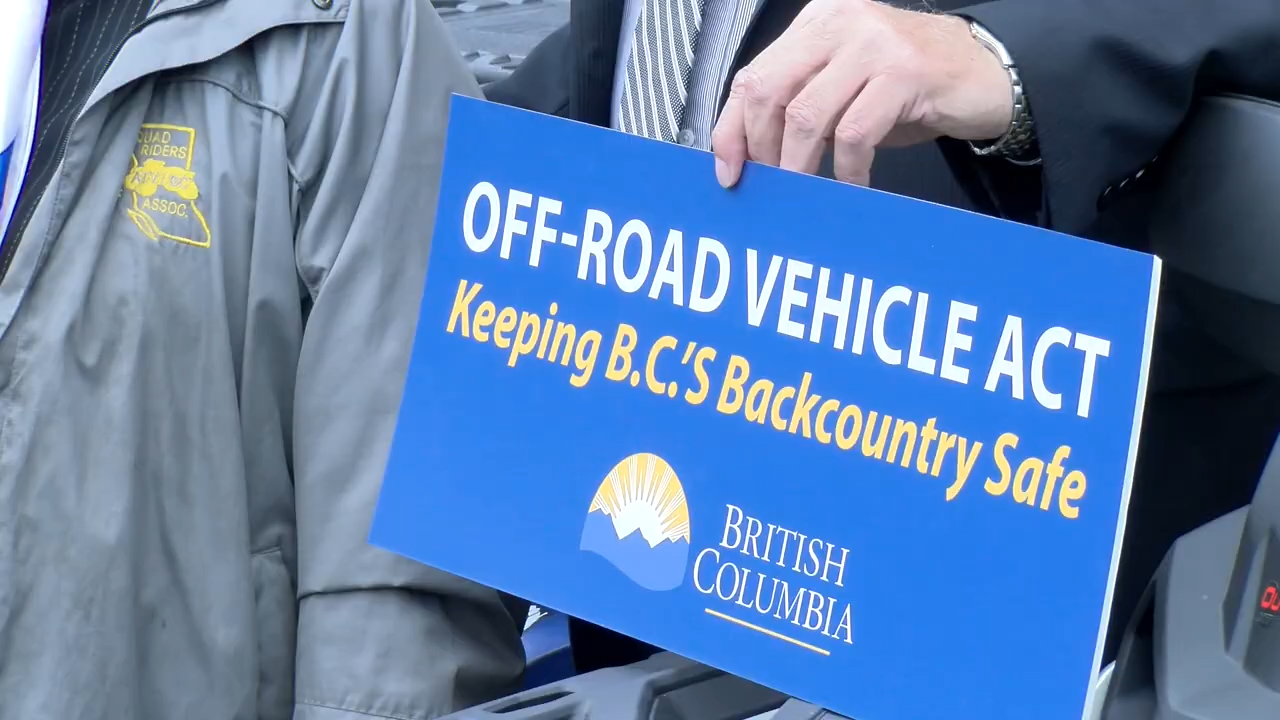 QUAD
RIDERS
ASSOC.
OFF-ROAD VEHICLE ACT
Keeping B.C.'S Backcountry Safe
BRITISH
COLUMBIA